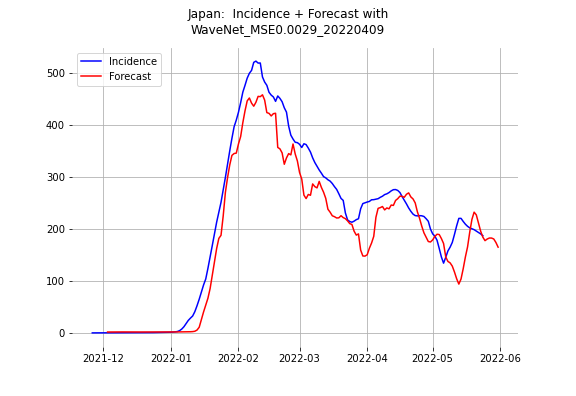 Japan:  Incidence + Forecast with
WaveNet_MSE0.0029_20220409
Incidence
Forecast
500
400
300
200
100
0
2021-12 2022-01 2022-02 2022-03 2022-04 2022-05 2022-06